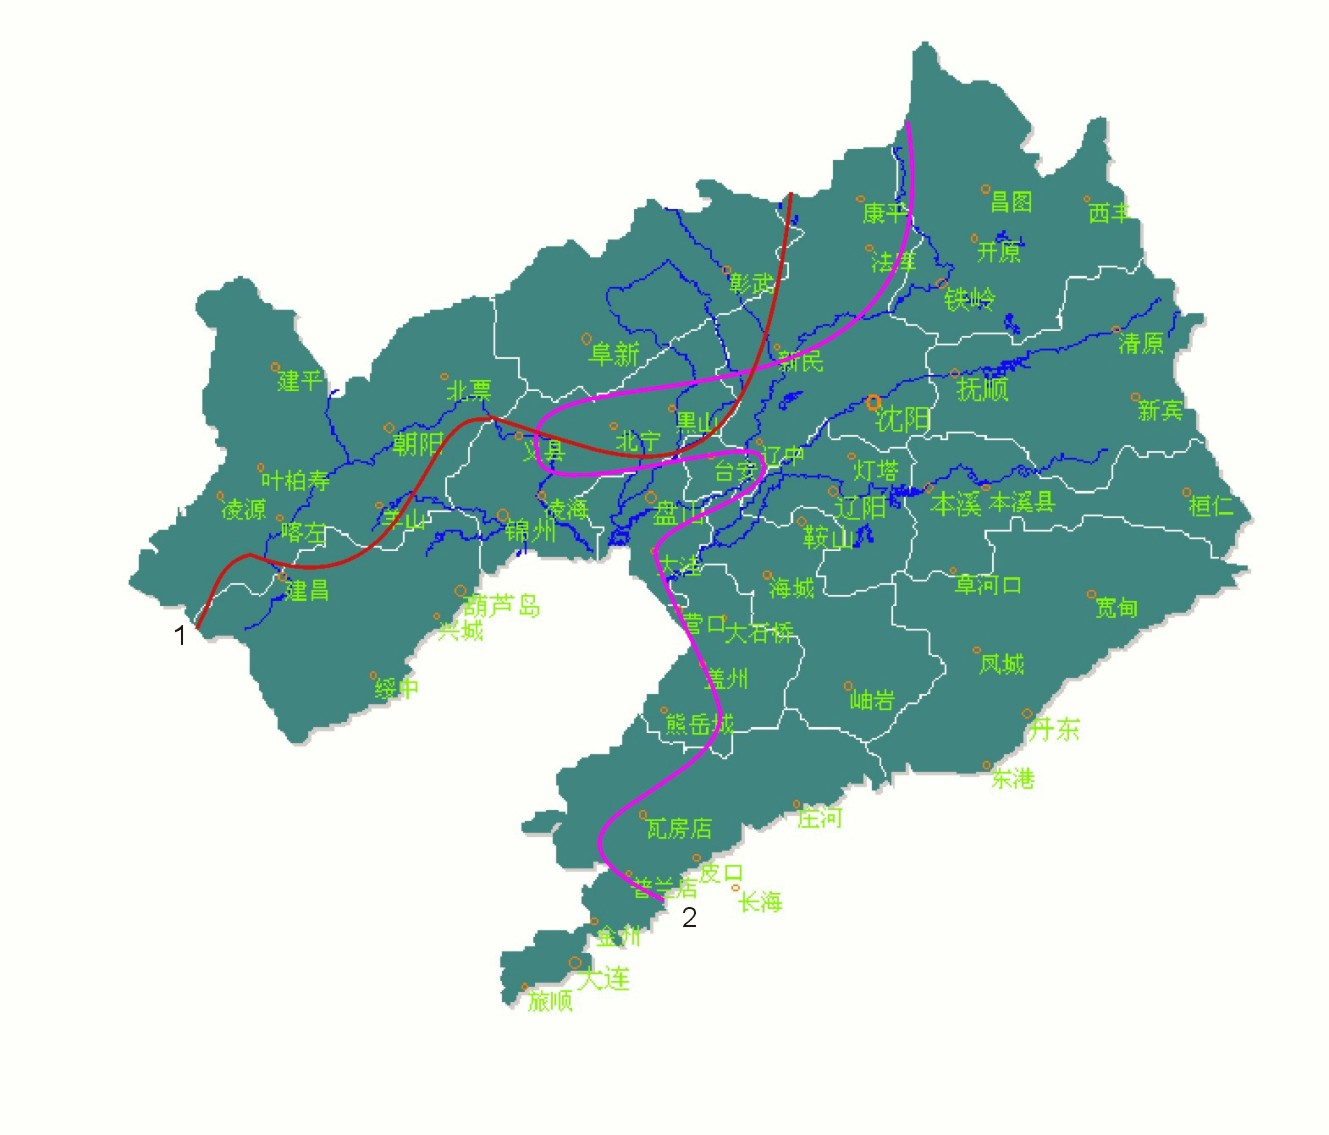 昌图
康平
西丰
开原
法库
彰武
铁岭
清原
阜新
新民
建平
北票
抚顺
新宾
黑山
沈阳
朝阳
北宁
义县
辽中
台安
灯塔
叶柏寿
凌源
凌海
盘山
辽阳
本溪
本溪县
桓仁
喀左
锦州
鞍山
大洼
建昌
海城
草河口
葫芦岛
宽甸
兴城
营口
大石桥
1
凤城
盖州
绥中
岫岩
熊岳城
丹东
东港
瓦房店
庄河
皮口
普兰店
长海
2
金州
大连
旅顺